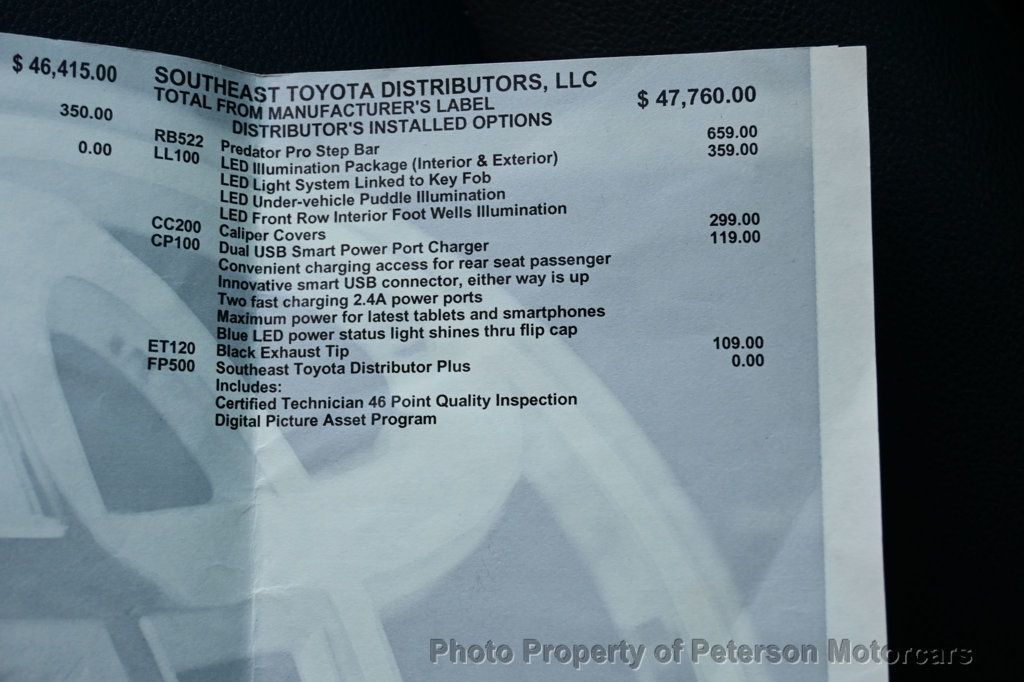 $ 46,415.00
350.00
0.00
SOUTHEAST TOYOTA DISTRIBUTORS, LLC
TOTAL FROM MANUFACTURER'S LABEL $ 47,760.00
DISTRIBUTOR'S INSTALLED OPTIONS
RB522 Predator Pro Step Bar 659.00
LL100 LED Illumination Package (Interior & Exterior) 359.00
LED Light System Linked to Key Fob
LED Under-vehicle Puddle Illumination
LED Front Row Interior Foot Wells Illumination
CC200 Caliper Covers 299.00
CP100 Dual USB Smart Power Port Charger 119.00
Convenient charging access for rear seat passenger
Innovative smart USB connector, either way is up
Two fast charging 2.4A power ports
Maximum power for latest tablets and smartphones
Blue LED power status light shines thru flip cap
ET120 Black Exhaust Tip 109.00
FP500 Southeast Toyota Distributor Plus 0.00
Includes:
Certified Technician 46 Point Quality Inspection
Digital Picture Asset Program
Photo Property of Peterson Motorcars